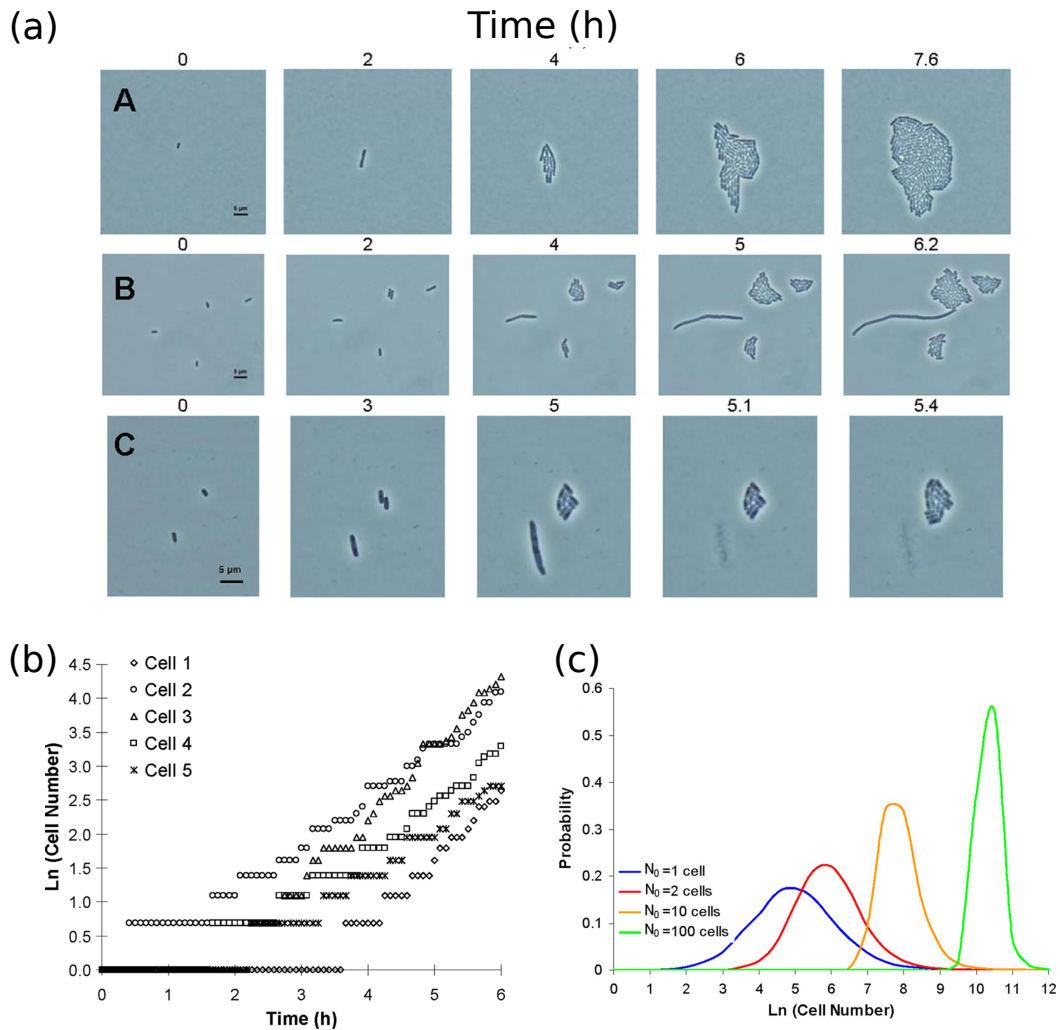 (a) Time (h)
0 2 4 6 7.6
A
5 µm
0 2 4 5 6.2
B
5 µm
0 3 5 5.1 5.4
C
5 µm
(b)
Cell 1
Cell 2
Cell 3
Cell 4
Cell 5
4.5
4.0
3.5
3.0
2.5
2.0
1.5
1.0
0.5
0.0
Ln (Cell Number)
0 1 2 3 4 5 6
Time (h)
(c)
0.6
0.5
0.4
0.3
0.2
0.1
0
Probability
N₀ =1 cell
N₀ =2 cells
N₀ =10 cells
N₀ =100 cells
0 1 2 3 4 5 6 7 8 9 10 11 12
Ln (Cell Number)